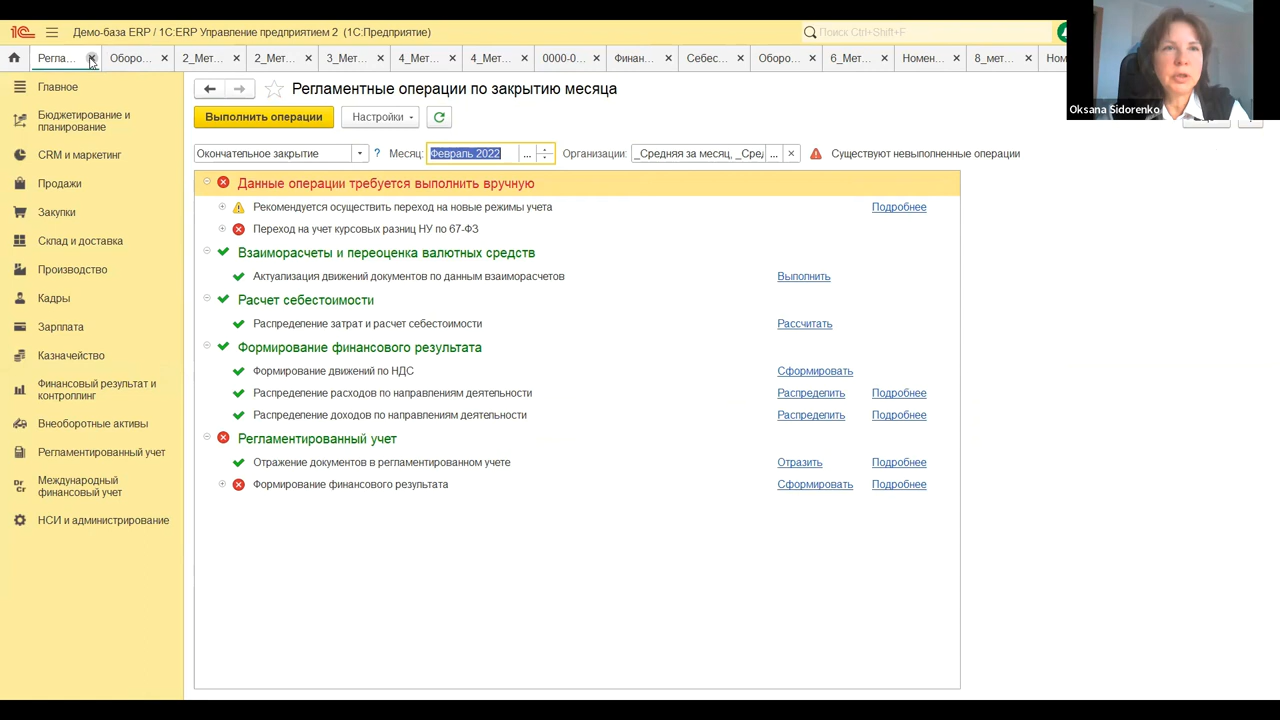 Демо-база ERP / 1С:ERP Управление предприятием 2 (1С:Предприятие)
Поиск Ctrl+Shift+F
Регла...
Оборо...
2_Мет...
2_Мет...
3_Мет...
4_Мет...
4_Мет...
0000-0...
Финан...
Себес...
Оборо...
6_Мет...
Номен...
8_мет...
Ном
Oksana Sidorenko
Главное
Бюджетирование и
планирование
CRM и маркетинг
Продажи
Закупки
Склад и доставка
Производство
Кадры
Зарплата
Казначейство
Финансовый результат и
контроллинг
Внеоборотные активы
Регламентированный учет
Международный
финансовый учет
НСИ и администрирование
Регламентные операции по закрытию месяца
Выполнить операции
Настройки
Окончательное закрытие ? Месяц: Февраль 2022 ... Организации: _Средняя за месяц, _Сред ... × Существуют невыполненные операции
Данные операции требуется выполнить вручную
Рекомендуется осуществить переход на новые режимы учета Подробнее
Переход на учет курсовых разниц НУ по 67-ФЗ
Взаиморасчеты и переоценка валютных средств
Актуализация движений документов по данным взаиморасчетов Выполнить
Расчет себестоимости
Распределение затрат и расчет себестоимости Рассчитать
Формирование финансового результата
Формирование движений по НДС Сформировать
Распределение расходов по направлениям деятельности Распределить Подробнее
Распределение доходов по направлениям деятельности Распределить Подробнее
Регламентированный учет
Отражение документов в регламентированном учете Отразить Подробнее
Формирование финансового результата Сформировать Подробнее